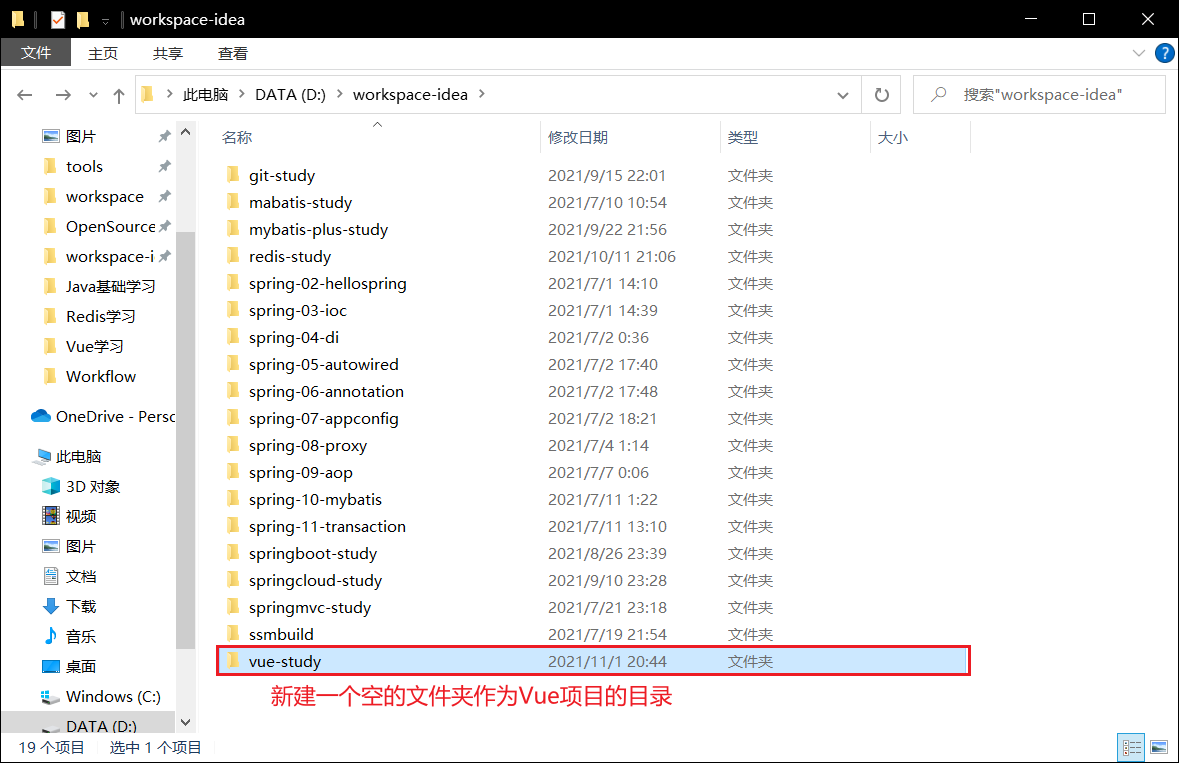 workspace-idea
文件 主页 共享 查看
此电脑 DATA (D:) workspace-idea 搜索"workspace-idea"
图片
tools
workspace
OpenSource
workspace-i
Java基础学习
Redis学习
Vue学习
Workflow
OneDrive - Persc
此电脑
3D 对象
视频
图片
文档
下载
音乐
桌面
Windows (C:)
DATA (D:)
名称 修改日期 类型 大小
git-study 2021/9/15 22:01 文件夹
mabatis-study 2021/7/10 10:54 文件夹
mybatis-plus-study 2021/9/22 21:56 文件夹
redis-study 2021/10/11 21:06 文件夹
spring-02-hellospring 2021/7/1 14:10 文件夹
spring-03-ioc 2021/7/1 14:39 文件夹
spring-04-di 2021/7/2 0:36 文件夹
spring-05-autowired 2021/7/2 17:40 文件夹
spring-06-annotation 2021/7/2 17:48 文件夹
spring-07-appconfig 2021/7/2 18:21 文件夹
spring-08-proxy 2021/7/4 1:14 文件夹
spring-09-aop 2021/7/7 0:06 文件夹
spring-10-mybatis 2021/7/11 1:22 文件夹
spring-11-transaction 2021/7/11 13:10 文件夹
springboot-study 2021/8/26 23:39 文件夹
springcloud-study 2021/9/10 23:28 文件夹
springmvc-study 2021/7/21 23:18 文件夹
ssmbuild 2021/7/19 21:54 文件夹
vue-study 2021/11/1 20:44 文件夹
新建一个空的文件夹作为Vue项目的目录
19 个项目 选中 1 个项目